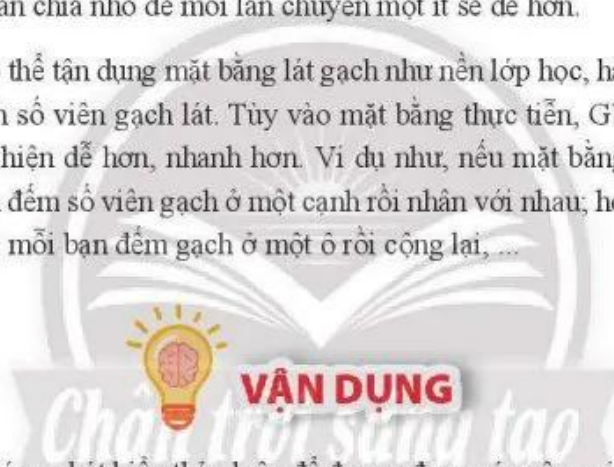 chia nhỏ để mỗi lần chuyển một ít sẽ dễ hơn.
thể tận dụng mặt bằng lát gạch như nền lớp học,
số viên gạch lát. Tùy vào mặt bằng thực tiễn, G
hiện dễ hơn, nhanh hơn. Ví dụ như, nếu mặt bằng
đếm số viên gạch ở một cạnh rồi nhân với nhau;
mỗi bạn đếm gạch ở một ô rồi cộng lại, ...
VẬN DỤNG
Chân trời sáng tạo